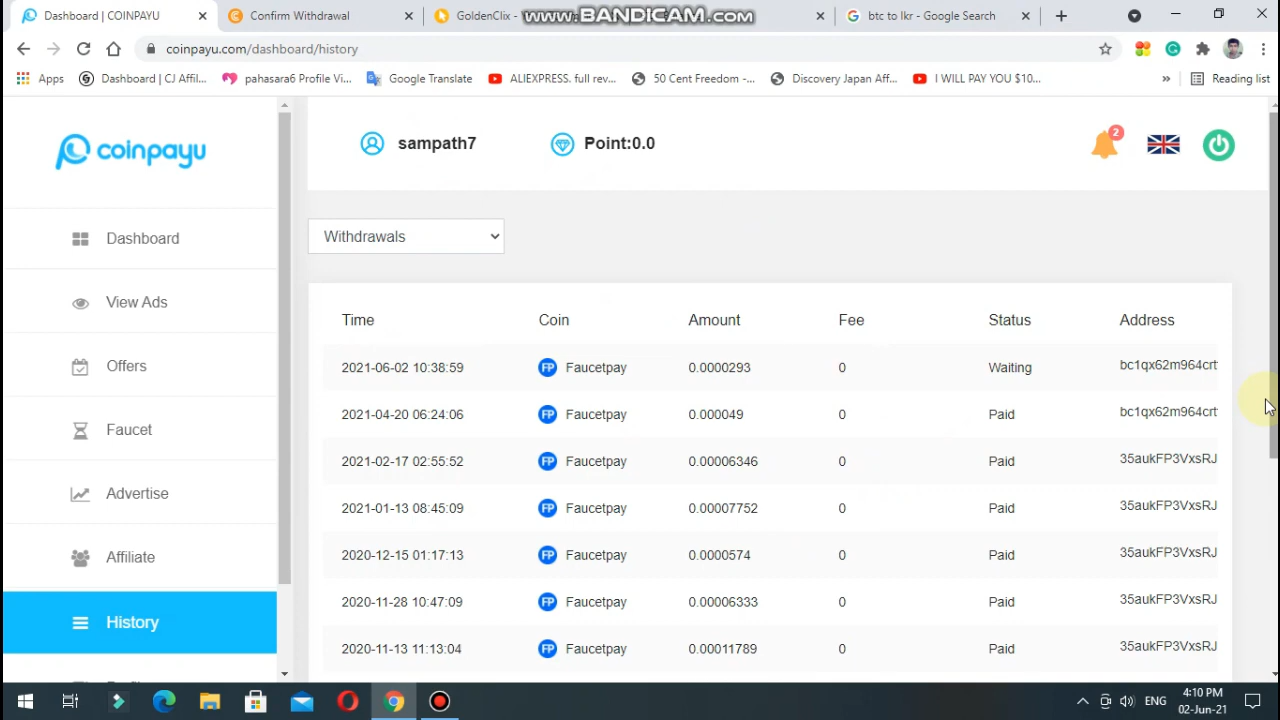 Dashboard | COINPAYU
Confirm Withdrawal
GoldenClix -
www.BANDICAM.com
btc to lkr - Google Search
coinpayu.com/dashboard/history
Apps
Dashboard | CJ Affil...
pahasara6 Profile Vi...
Google Translate
ALIEXPRESS. full rev...
50 Cent Freedom -...
Discovery Japan Aff...
I WILL PAY YOU $10...
»
Reading list
coinpayu
sampath7
Point:0.0
2
Dashboard
View Ads
Offers
Faucet
Advertise
Affiliate
History
Withdrawals
Time Coin Amount Fee Status Address
2021-06-02 10:38:59 FP Faucetpay 0.0000293 0 Waiting bc1qx62m964crt
2021-04-20 06:24:06 FP Faucetpay 0.000049 0 Paid bc1qx62m964crt
2021-02-17 02:55:52 FP Faucetpay 0.00006346 0 Paid 35aukFP3VxsRJ
2021-01-13 08:45:09 FP Faucetpay 0.00007752 0 Paid 35aukFP3VxsRJ
2020-12-15 01:17:13 FP Faucetpay 0.0000574 0 Paid 35aukFP3VxsRJ
2020-11-28 10:47:09 FP Faucetpay 0.00006333 0 Paid 35aukFP3VxsRJ
2020-11-13 11:13:04 FP Faucetpay 0.00011789 0 Paid 35aukFP3VxsRJ
ENG
4:10 PM
02-Jun-21